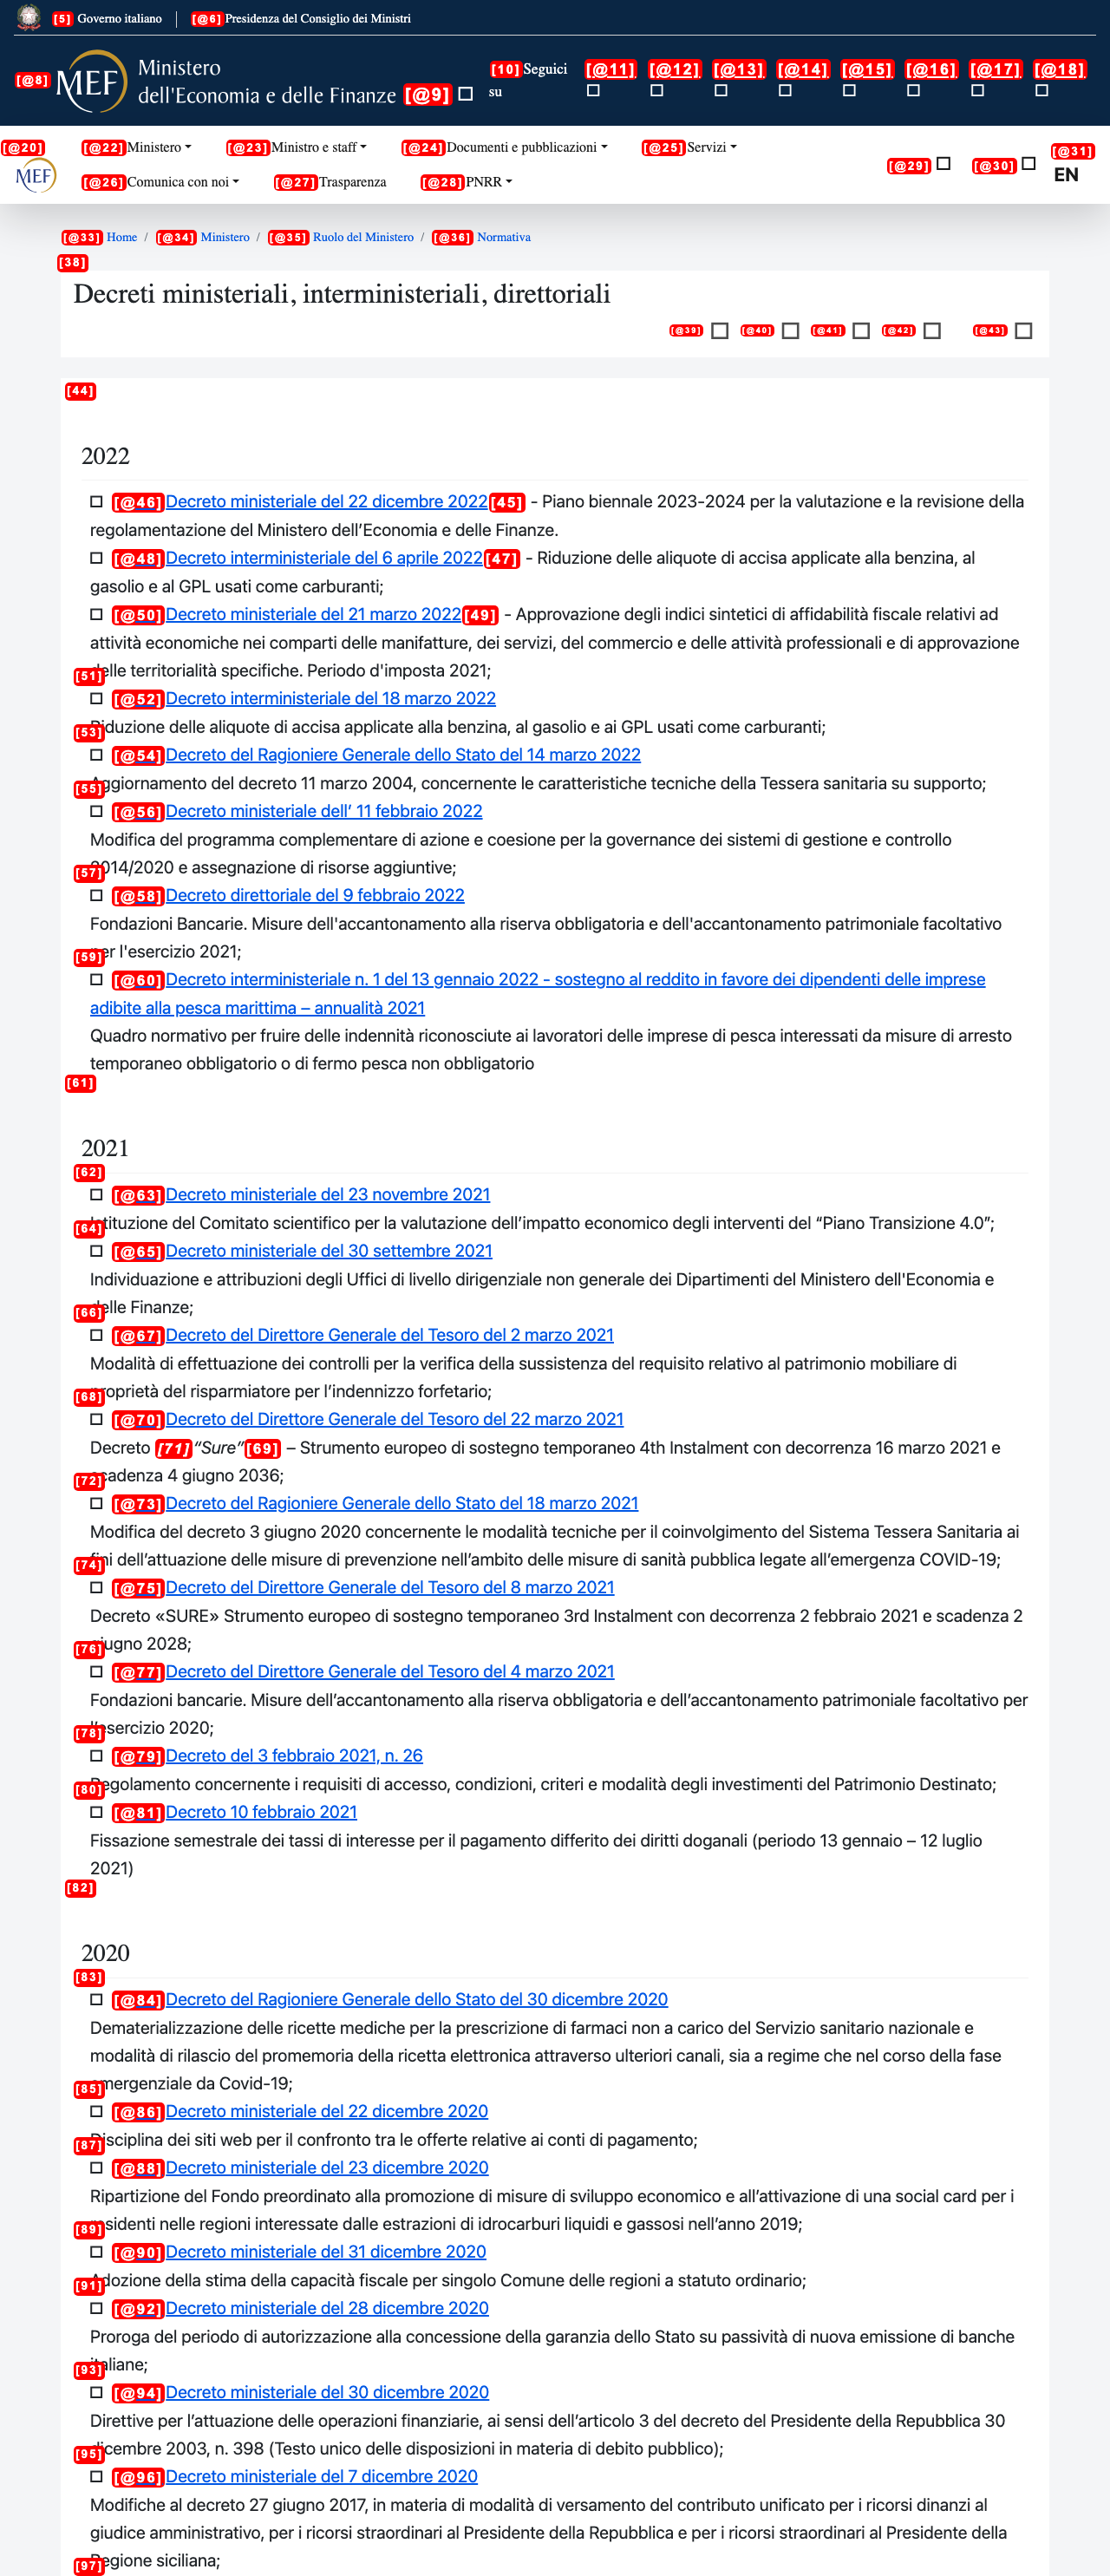 [5] Governo italiano [@6]Presidenza del Consiglio dei Ministri
[@8] MEF Ministero
dell'Economia e delle Finanze [@9]
[10]Seguici
su
[@11] [@12] [@13] [@14] [@15] [@16] [@17] [@18]
[@20] MEF
[@22]Ministero [@23]Ministro e staff [@24]Documenti e pubblicazioni [@25]Servizi
[@26]Comunica con noi [@27]Trasparenza [@28]PNRR
[@29] [@30] [@31]
EN
[@33] Home / [@34] Ministero / [@35] Ruolo del Ministero / [@36] Normativa
[38]
Decreti ministeriali, interministeriali, direttoriali
[@39] [@40] [@41] [@42] [@43]
[44]
2022
[@46]Decreto ministeriale del 22 dicembre 2022[45] - Piano biennale 2023-2024 per la valutazione e la revisione della
regolamentazione del Ministero dell’Economia e delle Finanze.
[@48]Decreto interministeriale del 6 aprile 2022[47] - Riduzione delle aliquote di accisa applicate alla benzina, al
gasolio e al GPL usati come carburanti;
[@50]Decreto ministeriale del 21 marzo 2022[49] - Approvazione degli indici sintetici di affidabilità fiscale relativi ad
attività economiche nei comparti delle manifatture, dei servizi, del commercio e delle attività professionali e di approvazione
delle territorialità specifiche. Periodo d'imposta 2021;
[51]
[@52]Decreto interministeriale del 18 marzo 2022
Riduzione delle aliquote di accisa applicate alla benzina, al gasolio e ai GPL usati come carburanti;
[53]
[@54]Decreto del Ragioniere Generale dello Stato del 14 marzo 2022
Aggiornamento del decreto 11 marzo 2004, concernente le caratteristiche tecniche della Tessera sanitaria su supporto;
[55]
[@56]Decreto ministeriale dell’ 11 febbraio 2022
Modifica del programma complementare di azione e coesione per la governance dei sistemi di gestione e controllo
2014/2020 e assegnazione di risorse aggiuntive;
[57]
[@58]Decreto direttoriale del 9 febbraio 2022
Fondazioni Bancarie. Misure dell'accantonamento alla riserva obbligatoria e dell'accantonamento patrimoniale facoltativo
per l'esercizio 2021;
[59]
[@60]Decreto interministeriale n. 1 del 13 gennaio 2022 - sostegno al reddito in favore dei dipendenti delle imprese
adibite alla pesca marittima – annualità 2021
Quadro normativo per fruire delle indennità riconosciute ai lavoratori delle imprese di pesca interessati da misure di arresto
temporaneo obbligatorio o di fermo pesca non obbligatorio
[61]
2021
[62]
[@63]Decreto ministeriale del 23 novembre 2021
Istituzione del Comitato scientifico per la valutazione dell’impatto economico degli interventi del “Piano Transizione 4.0”;
[64]
[@65]Decreto ministeriale del 30 settembre 2021
Individuazione e attribuzioni degli Uffici di livello dirigenziale non generale dei Dipartimenti del Ministero dell'Economia e
delle Finanze;
[66]
[@67]Decreto del Direttore Generale del Tesoro del 2 marzo 2021
Modalità di effettuazione dei controlli per la verifica della sussistenza del requisito relativo al patrimonio mobiliare di
proprietà del risparmiatore per l’indennizzo forfetario;
[68]
[@70]Decreto del Direttore Generale del Tesoro del 22 marzo 2021
Decreto [71]“Sure”[69] – Strumento europeo di sostegno temporaneo 4th Instalment con decorrenza 16 marzo 2021 e
scadenza 4 giugno 2036;
[72]
[@73]Decreto del Ragioniere Generale dello Stato del 18 marzo 2021
Modifica del decreto 3 giugno 2020 concernente le modalità tecniche per il coinvolgimento del Sistema Tessera Sanitaria ai
fini dell’attuazione delle misure di prevenzione nell’ambito delle misure di sanità pubblica legate all’emergenza COVID-19;
[74]
[@75]Decreto del Direttore Generale del Tesoro del 8 marzo 2021
Decreto «SURE» Strumento europeo di sostegno temporaneo 3rd Instalment con decorrenza 2 febbraio 2021 e scadenza 2
giugno 2028;
[76]
[@77]Decreto del Direttore Generale del Tesoro del 4 marzo 2021
Fondazioni bancarie. Misure dell’accantonamento alla riserva obbligatoria e dell’accantonamento patrimoniale facoltativo per
l’esercizio 2020;
[78]
[@79]Decreto del 3 febbraio 2021, n. 26
Regolamento concernente i requisiti di accesso, condizioni, criteri e modalità degli investimenti del Patrimonio Destinato;
[80]
[@81]Decreto 10 febbraio 2021
Fissazione semestrale dei tassi di interesse per il pagamento differito dei diritti doganali (periodo 13 gennaio – 12 luglio
2021)
[82]
2020
[83]
[@84]Decreto del Ragioniere Generale dello Stato del 30 dicembre 2020
Dematerializzazione delle ricette mediche per la prescrizione di farmaci non a carico del Servizio sanitario nazionale e
modalità di rilascio del promemoria della ricetta elettronica attraverso ulteriori canali, sia a regime che nel corso della fase
emergenziale da Covid-19;
[85]
[@86]Decreto ministeriale del 22 dicembre 2020
Disciplina dei siti web per il confronto tra le offerte relative ai conti di pagamento;
[87]
[@88]Decreto ministeriale del 23 dicembre 2020
Ripartizione del Fondo preordinato alla promozione di misure di sviluppo economico e all’attivazione di una social card per i
residenti nelle regioni interessate dalle estrazioni di idrocarburi liquidi e gassosi nell’anno 2019;
[89]
[@90]Decreto ministeriale del 31 dicembre 2020
Adozione della stima della capacità fiscale per singolo Comune delle regioni a statuto ordinario;
[91]
[@92]Decreto ministeriale del 28 dicembre 2020
Proroga del periodo di autorizzazione alla concessione della garanzia dello Stato su passività di nuova emissione di banche
italiane;
[93]
[@94]Decreto ministeriale del 30 dicembre 2020
Direttive per l’attuazione delle operazioni finanziarie, ai sensi dell’articolo 3 del decreto del Presidente della Repubblica 30
dicembre 2003, n. 398 (Testo unico delle disposizioni in materia di debito pubblico);
[95]
[@96]Decreto ministeriale del 7 dicembre 2020
Modifiche al decreto 27 giugno 2017, in materia di modalità di versamento del contributo unificato per i ricorsi dinanzi al
giudice amministrativo, per i ricorsi straordinari al Presidente della Repubblica e per i ricorsi straordinari al Presidente della
Regione siciliana;
[97]